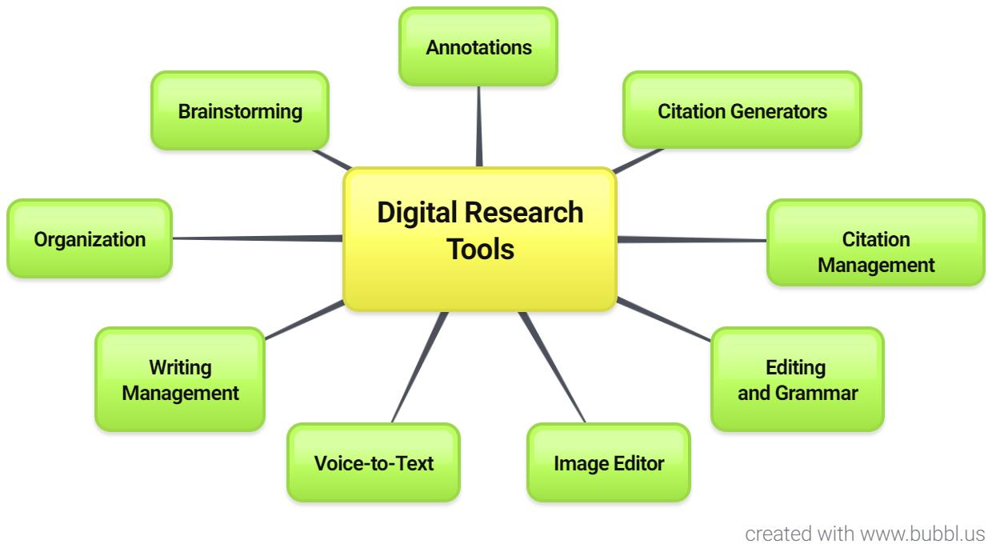 Annotations
Brainstorming
Citation Generators
Digital Research
Tools
Organization
Citation
Management
Writing
Management
Editing
and Grammar
Voice-to-Text
Image Editor
created with www.bubbl.us